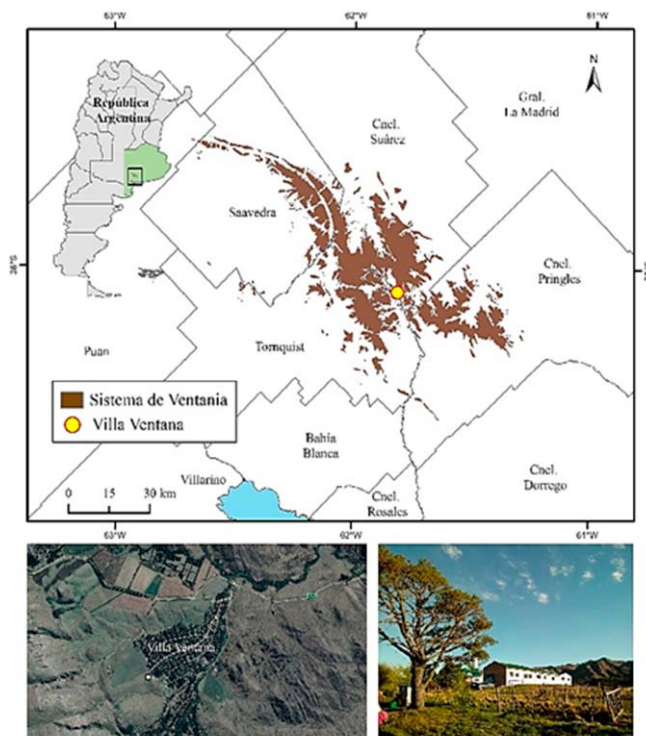 63°W
62°W
61°W
N
República
Argentina
Gral.
La Madrid
Cnel.
Suárez
Saavedra
38°S
Cnel.
Pringles
Puan
Tornquist
Sistema de Ventania
Villa Ventana
Bahía
Blanca
Villarino
Cnel.
Dorrego
Cnel.
Rosales
0 15 30 km
63°W
62°W
61°W
Villa Ventana